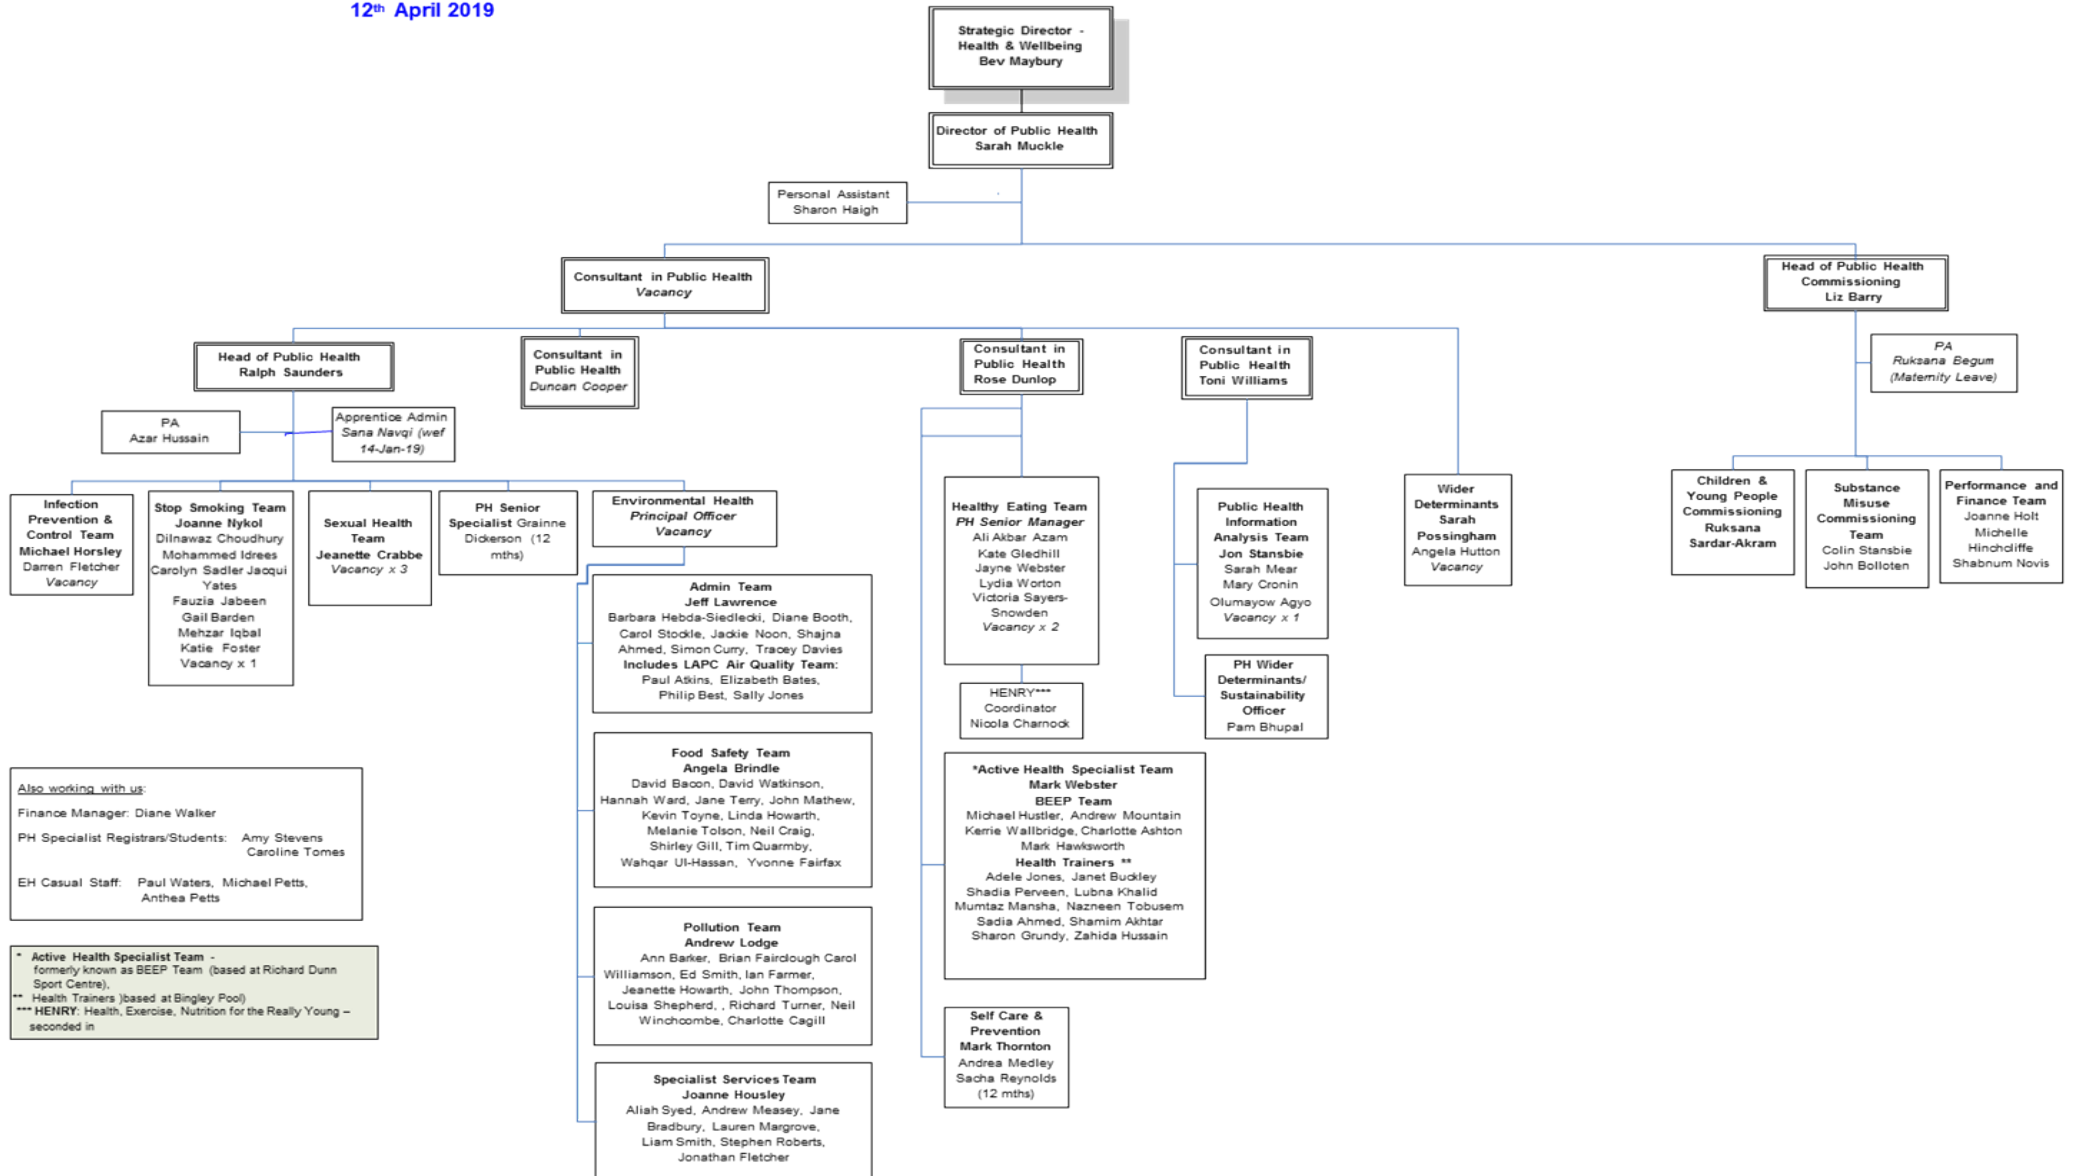 12th April 2019
Strategic Director -
Health & Wellbeing
Bev Maybury
Director of Public Health
Sarah Muckle
Personal Assistant
Sharon Haigh
Consultant in Public Health
Vacancy
Head of Public Health
Commissioning
Liz Barry
Head of Public Health
Ralph Saunders
Consultant in
Public Health
Duncan Cooper
Consultant in
Public Health
Rose Dunlop
Consultant in
Public Health
Toni Williams
PA
Ruksana Begum
(Maternity Leave)
PA
Azar Hussain
Apprentice Admin
Sana Navqi (wef
14-Jan-19)
Infection
Prevention &
Control Team
Michael Horsley
Darren Fletcher
Vacancy
Stop Smoking Team
Joanne Nykol
Dilnawaz Choudhury
Mohammed Idrees
Carolyn Sadler Jacqui
Yates
Fauzia Jabeen
Gail Barden
Mehzar Iqbal
Katie Foster
Vacancy x 1
Sexual Health
Team
Jeanette Crabbe
Vacancy x 3
PH Senior
Specialist Grainne
Dickerson (12
mths)
Environmental Health
Principal Officer
Vacancy
Admin Team
Jeff Lawrence
Barbara Hebda-Siedlecki, Diane Booth,
Carol Stockle, Jackie Noon, Shajna
Ahmed, Simon Curry, Tracey Davies
Includes LAPC Air Quality Team:
Paul Atkins, Elizabeth Bates,
Philip Best, Sally Jones
Food Safety Team
Angela Brindle
David Bacon, David Watkinson,
Hannah Ward, Jane Terry, John Mathew,
Kevin Toyne, Linda Howarth,
Melanie Tolson, Neil Craig,
Shirley Gill, Tim Quarmby,
Wahqar Ul-Hassan, Yvonne Fairfax
Pollution Team
Andrew Lodge
Ann Barker, Brian Fairclough Carol
Williamson, Ed Smith, Ian Farmer,
Jeanette Howarth, John Thompson,
Louisa Shepherd, , Richard Turner, Neil
Winchcombe, Charlotte Cagill
Specialist Services Team
Joanne Housley
Aliah Syed, Andrew Measey, Jane
Bradbury, Lauren Margrove,
Liam Smith, Stephen Roberts,
Jonathan Fletcher
Healthy Eating Team
PH Senior Manager
Ali Akbar Azam
Kate Gledhill
Jayne Webster
Lydia Worton
Victoria Sayers-
Snowden
Vacancy x 2
HENRY***
Coordinator
Nicola Charnock
*Active Health Specialist Team
Mark Webster
BEEP Team
Michael Hustler, Andrew Mountain
Kerrie Wallbridge, Charlotte Ashton
Mark Hawksworth
Health Trainers **
Adele Jones, Janet Buckley
Shadia Perveen, Lubna Khalid
Mumtaz Mansha, Nazneen Tobusem
Sadia Ahmed, Shamim Akhtar
Sharon Grundy, Zahida Hussain
Self Care &
Prevention
Mark Thornton
Andrea Medley
Sacha Reynolds
(12 mths)
Public Health
Information
Analysis Team
Jon Stansbie
Sarah Mear
Mary Cronin
Olumayow Agyo
Vacancy x 1
PH Wider
Determinants/
Sustainability
Officer
Pam Bhupal
Wider
Determinants
Sarah
Possingham
Angela Hutton
Vacancy
Children &
Young People
Commissioning
Ruksana
Sardar-Akram
Substance
Misuse
Commissioning
Team
Colin Stansbie
John Bolloten
Performance and
Finance Team
Joanne Holt
Michelle
Hinchcliffe
Shabnum Novis
Also working with us:
Finance Manager: Diane Walker
PH Specialist Registrars/Students: Amy Stevens
Caroline Tomes
EH Casual Staff: Paul Waters, Michael Petts,
Anthea Petts
* Active Health Specialist Team -
formerly known as BEEP Team (based at Richard Dunn
Sport Centre),
** Health Trainers )based at Bingley Pool)
*** HENRY: Health, Exercise, Nutrition for the Really Young –
seconded in